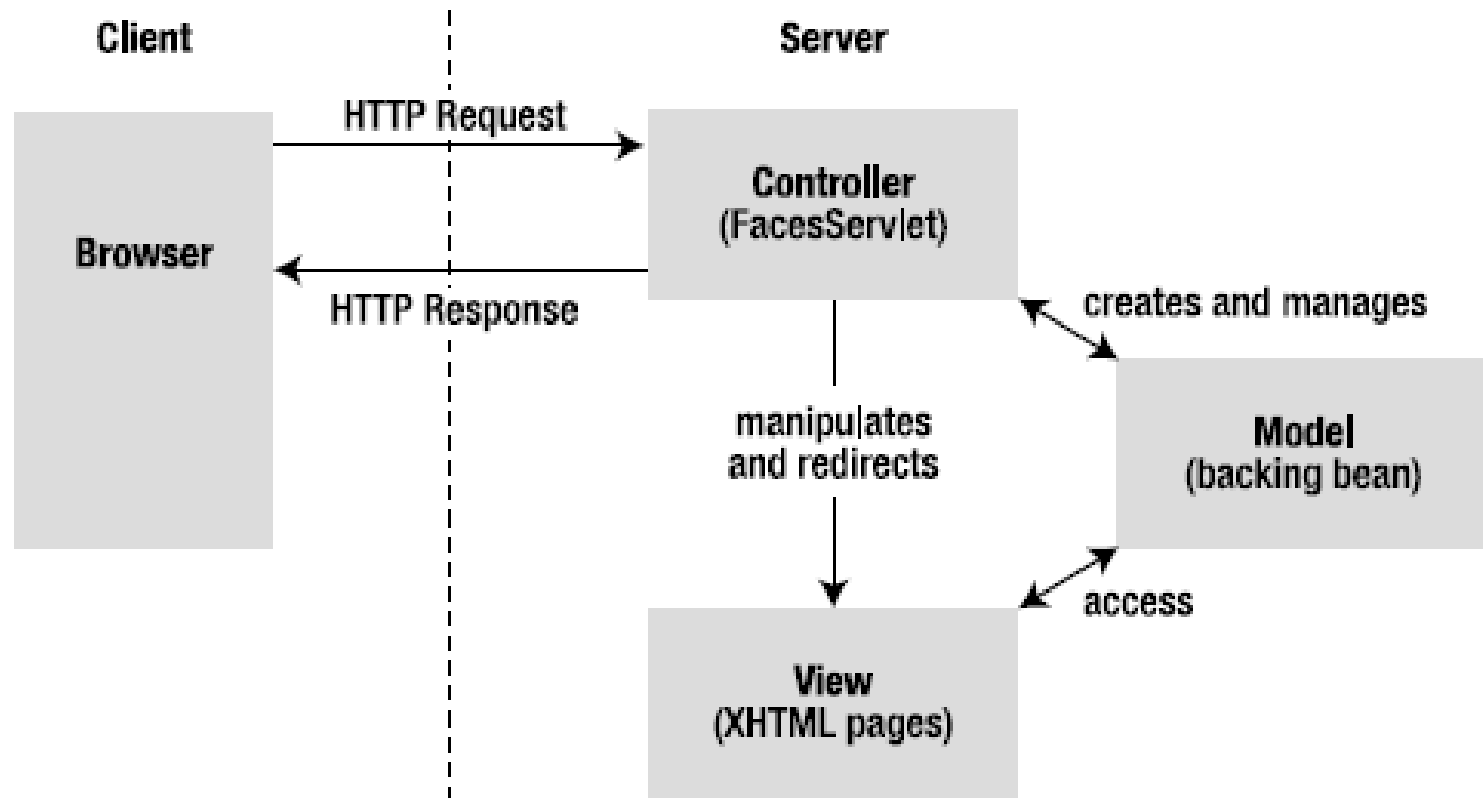 Client
Server
HTTP Request
Controller
(FacesServlet)
Browser
HTTP Response
creates and manages
manipulates
and redirects
Model
(backing bean)
access
View
(XHTML pages)